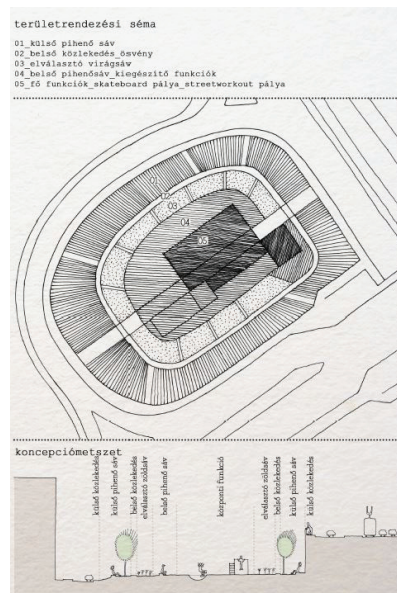 területrendezési séma
01_külső pihenő sáv
02_belső közlekedés_ösvény
03_elválasztó virágsáv
04_belső pihenősáv_kiegészítő funkciók
05_fő funkciók_skateboard pálya_streetworkout pálya
01
02
03
04
05
koncepciómetszet
külső közlekedés
külső pihenő sáv
belső közlekedés
elválasztó zöldsáv
belső pihenő sáv
központi funkció
elválasztó zöldsáv
belső közlekedés
külső pihenő sáv
külső közlekedés